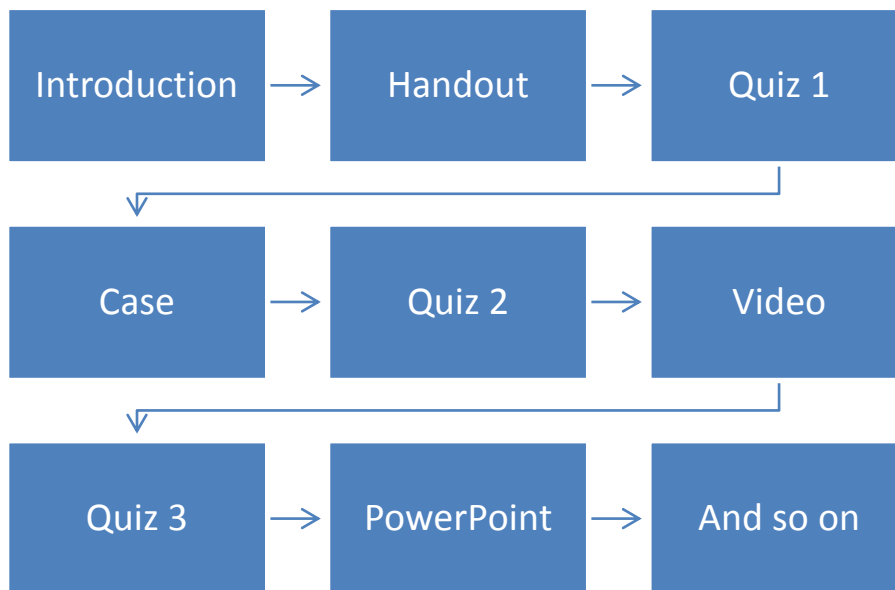 Introduction
Handout
Quiz 1
Case
Quiz 2
Video
Quiz 3
PowerPoint
And so on